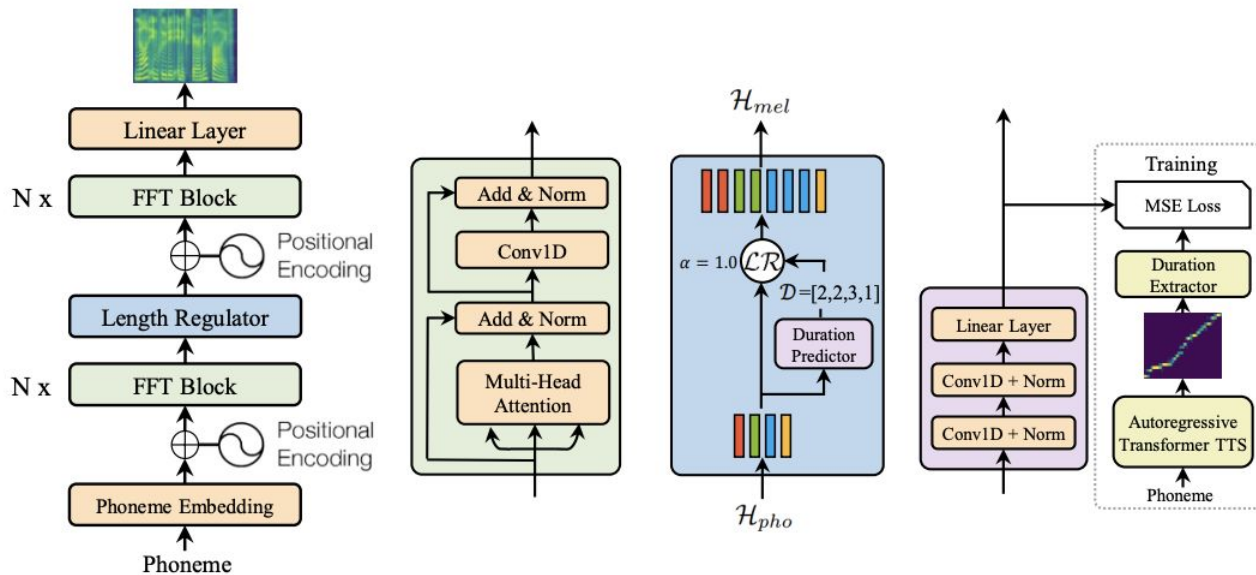 Linear Layer
N x
FFT Block
Positional
Encoding
Length Regulator
N x
FFT Block
Positional
Encoding
Phoneme Embedding
Phoneme
Add & Norm
Conv1D
Add & Norm
Multi-Head
Attention
ℋ_mel
α = 1.0
ℒℛ
𝒟=[2,2,3,1]
Duration
Predictor
ℋ_pho
Linear Layer
Conv1D + Norm
Conv1D + Norm
Training
MSE Loss
Duration
Extractor
Autoregressive
Transformer TTS
Phoneme